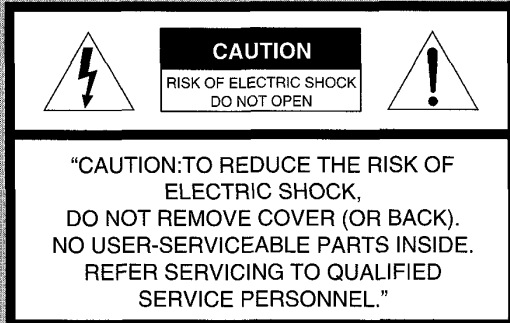 CAUTION
RISK OF ELECTRIC SHOCK
DO NOT OPEN
“CAUTION:TO REDUCE THE RISK OF
ELECTRIC SHOCK,
DO NOT REMOVE COVER (OR BACK).
NO USER-SERVICEABLE PARTS INSIDE.
REFER SERVICING TO QUALIFIED
SERVICE PERSONNEL.”